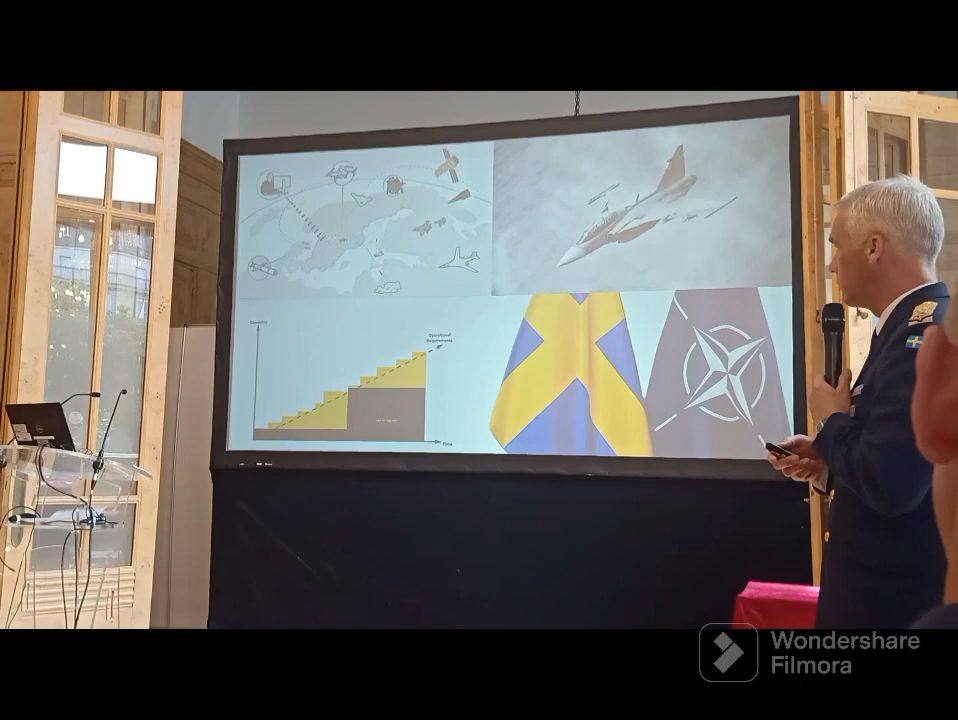 Capability
Operational
Requirements
Time
Wondershare
Filmora